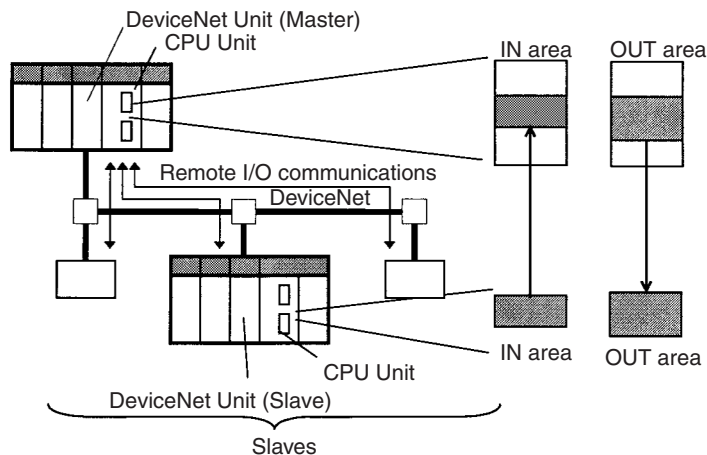 DeviceNet Unit (Master)
CPU Unit
IN area
OUT area
Remote I/O communications
DeviceNet
IN area
OUT area
CPU Unit
DeviceNet Unit (Slave)
Slaves